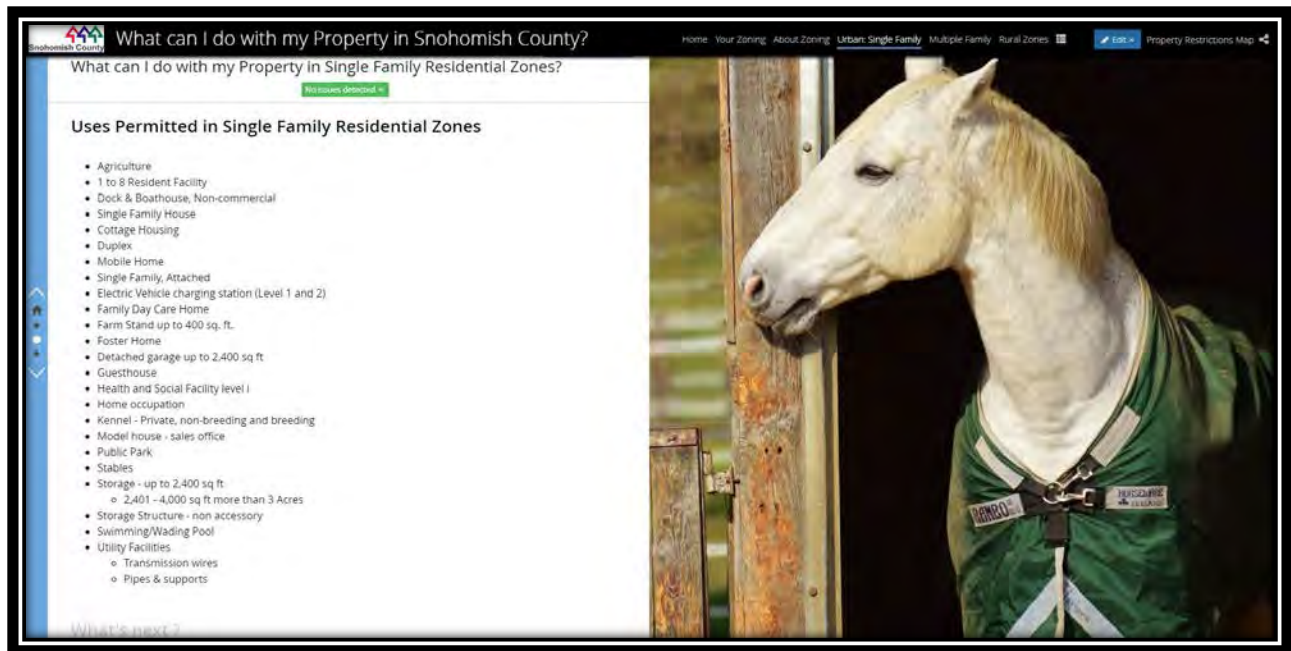 Snohomish County
What can I do with my Property in Snohomish County?
Home Your Zoning About Zoning Urban: Single Family Multiple Family Rural Zones Edit Property Restrictions Map
What can I do with my Property in Single Family Residential Zones?
No issues detected
Uses Permitted in Single Family Residential Zones
• Agriculture
• 1 to 8 Resident Facility
• Dock & Boathouse, Non-commercial
• Single Family House
• Cottage Housing
• Duplex
• Mobile Home
• Single Family, Attached
• Electric Vehicle charging station (Level 1 and 2)
• Family Day Care Home
• Farm Stand up to 400 sq. ft.
• Foster Home
• Detached garage up to 2,400 sq ft
• Guesthouse
• Health and Social Facility level i
• Home occupation
• Kennel - Private, non-breeding and breeding
• Model house - sales office
• Public Park
• Stables
• Storage - up to 2,400 sq ft
o 2,401 - 4,000 sq ft more than 3 Acres
• Storage Structure - non accessory
• Swimming/Wading Pool
• Utility Facilities
o Transmission wires
o Pipes & supports
What's next ?
RAMBO
HORSEWARE
IRELAND